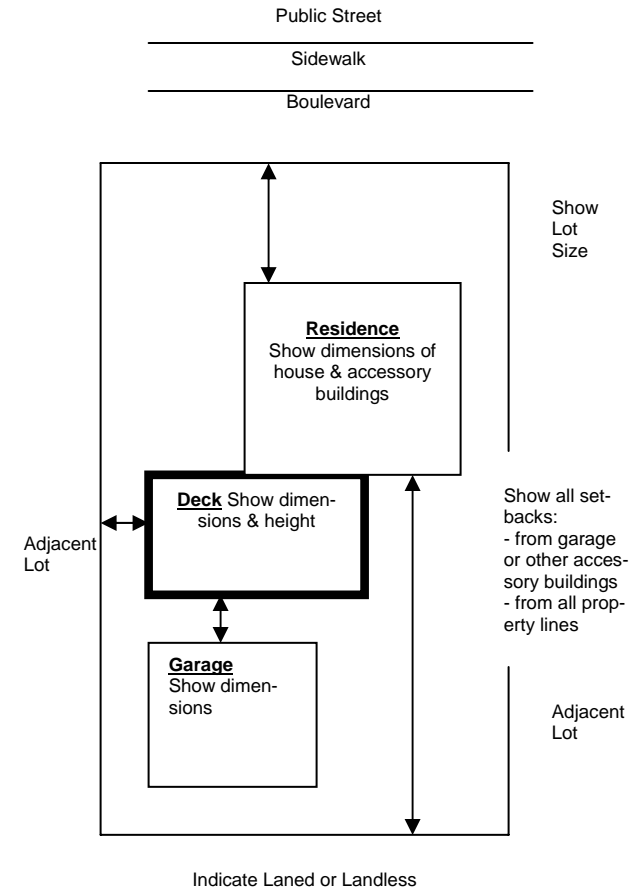 Public Street
Sidewalk
Boulevard
Show
Lot
Size
Residence
Show dimensions of
house & accessory
buildings
Deck Show dimen-
sions & height
Adjacent
Lot
Show all set-
backs:
- from garage
or other acces-
sory buildings
- from all prop-
erty lines
Garage
Show dimen-
sions
Adjacent
Lot
Indicate Laned or Landless